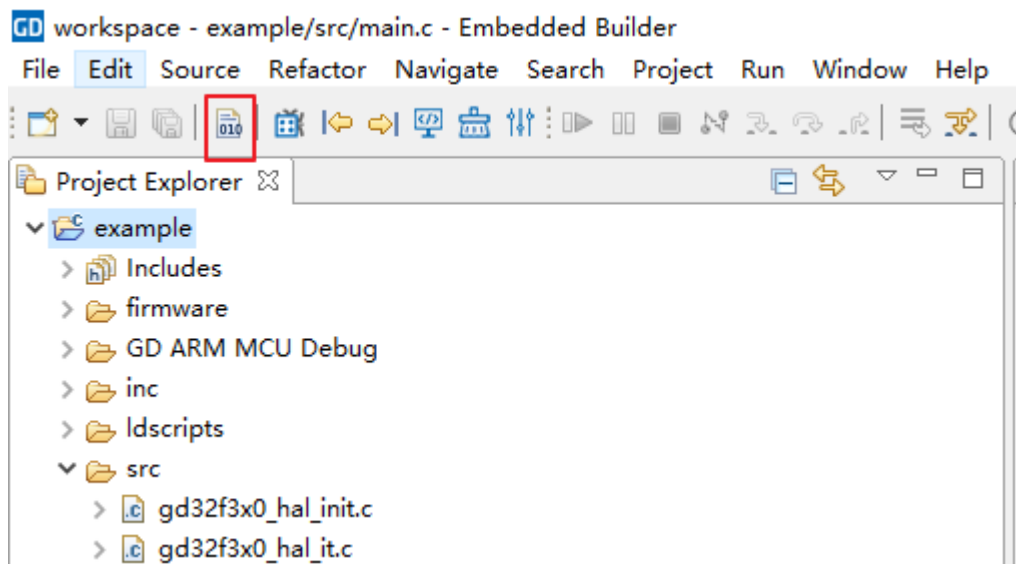 GD workspace - example/src/main.c - Embedded Builder
File Edit Source Refactor Navigate Search Project Run Window Help
010
Project Explorer
example
Includes
firmware
GD ARM MCU Debug
inc
ldscripts
src
gd32f3x0_hal_init.c
gd32f3x0_hal_it.c